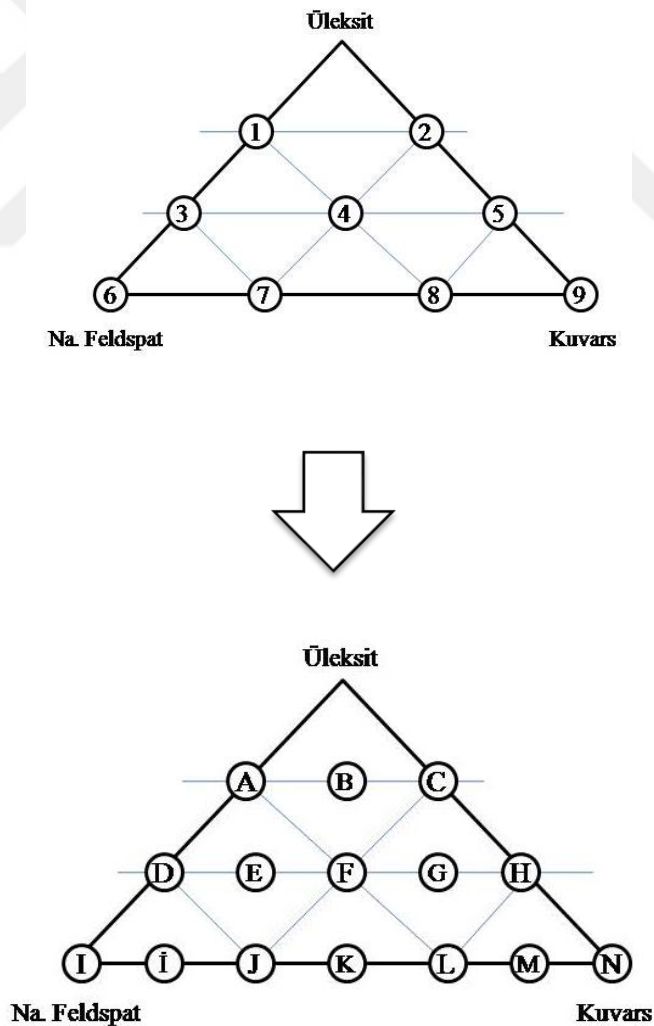 Üleksit
1 2
3 4 5
6 7 8 9
Na. Feldspat Kuvars
Üleksit
A B C
D E F G H
I İ J K L M N
Na. Feldspat Kuvars